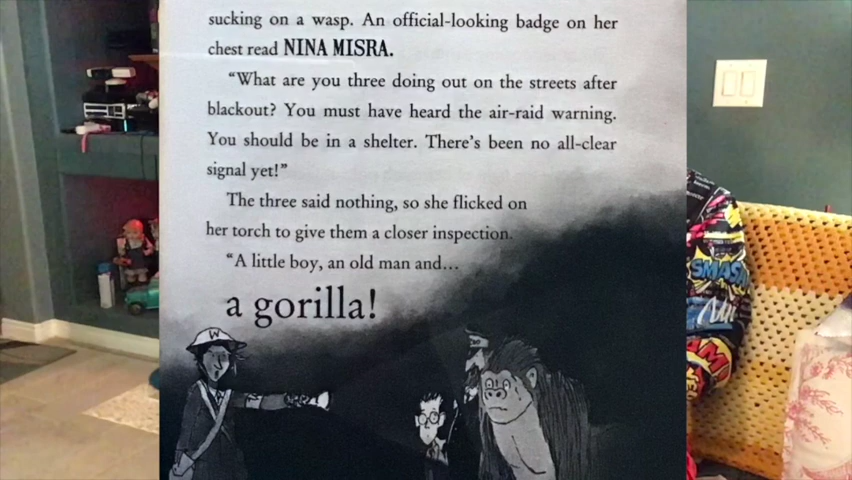 sucking on a wasp. An official-looking badge on her
chest read NINA MISRA.
“What are you three doing out on the streets after
blackout? You must have heard the air-raid warning.
You should be in a shelter. There’s been no all-clear
signal yet!”
The three said nothing, so she flicked on
her torch to give them a closer inspection.
“A little boy, an old man and...
a gorilla!
W
SMASH